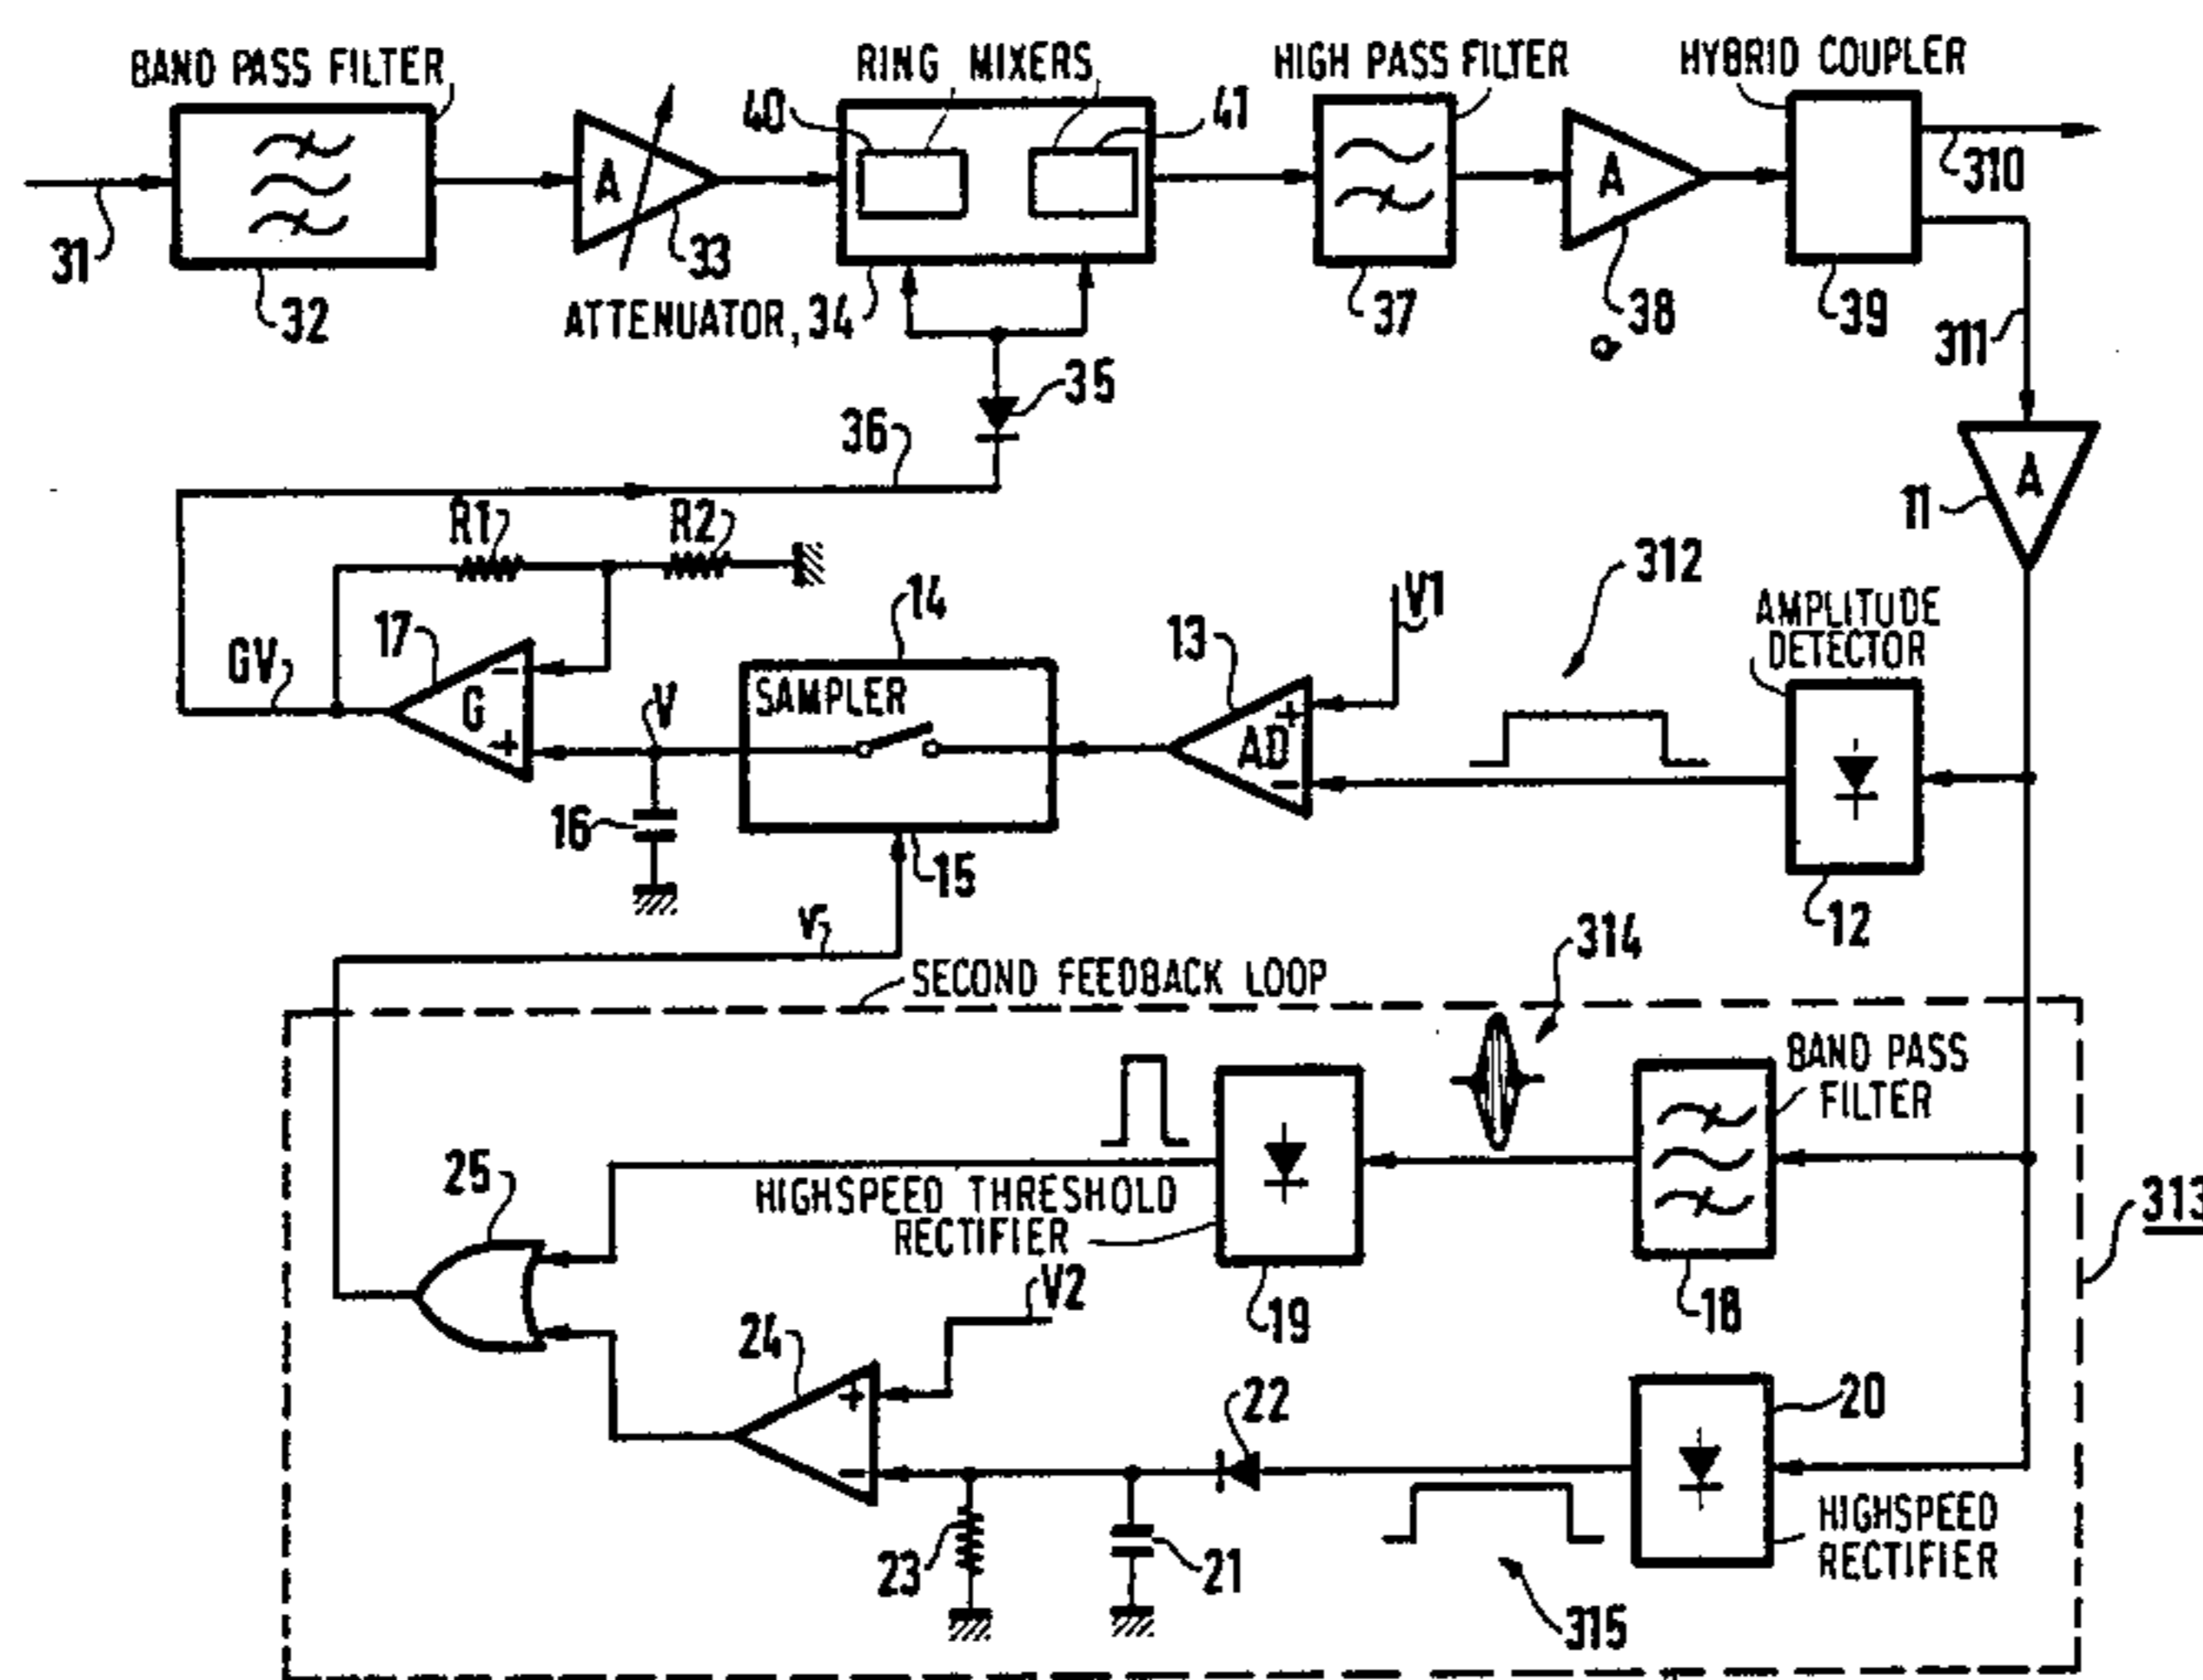 BAND PASS FILTER
RING MIXERS
HIGH PASS FILTER
HYBRID COUPLER
40
41
A
A
31
32
33
ATTENUATOR, 34
37
38
39
310
311
35
36
R1
R2
11
A
312
V1
14
13
17
AMPLITUDE
DETECTOR
GV
G
-
+
V
SAMPLER
AD
+
-
16
15
12
v
314
SECOND FEEDBACK LOOP
BAND PASS
FILTER
25
HIGHSPEED THRESHOLD
RECTIFIER
313
19
18
V2
24
+
-
22
20
23
21
HIGHSPEED
RECTIFIER
315